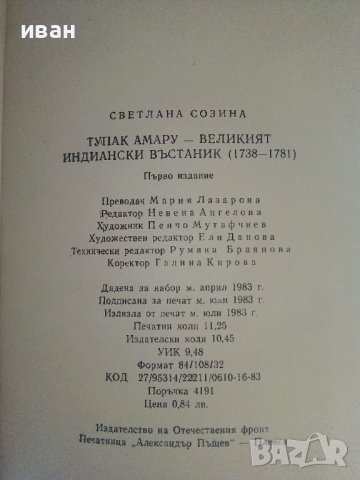 иван
СВЕТЛАНА СОЗИНА
ТУПАК АМАРУ — ВЕЛИКИЯТ
ИНДИАНСКИ ВЪСТАНИК (1738—1781)
Първо издание
Преводач Мария Лазарова
Редактор Невена Ангелова
Художник Пенчо Мутафчиев
Художествен редактор Ели Данова
Технически редактор Румяна Браянова
Коректор Галина Кирова
Дадена за набор м. април 1983 г.
Подписана за печат м. юли 1983 г.
Излязла от печат м. юли 1983 г.
Печатни коли 11,25
Издателски коли 10,45
УИК 9,48
Формат 84/108/32
КОД 27/95314/22211/0610-16-83
Поръчка 4191
Цена 0,84 лв.
Издателство на Отечествения фронт
Печатница „Александър Пъшев" —
BAZAR
bg